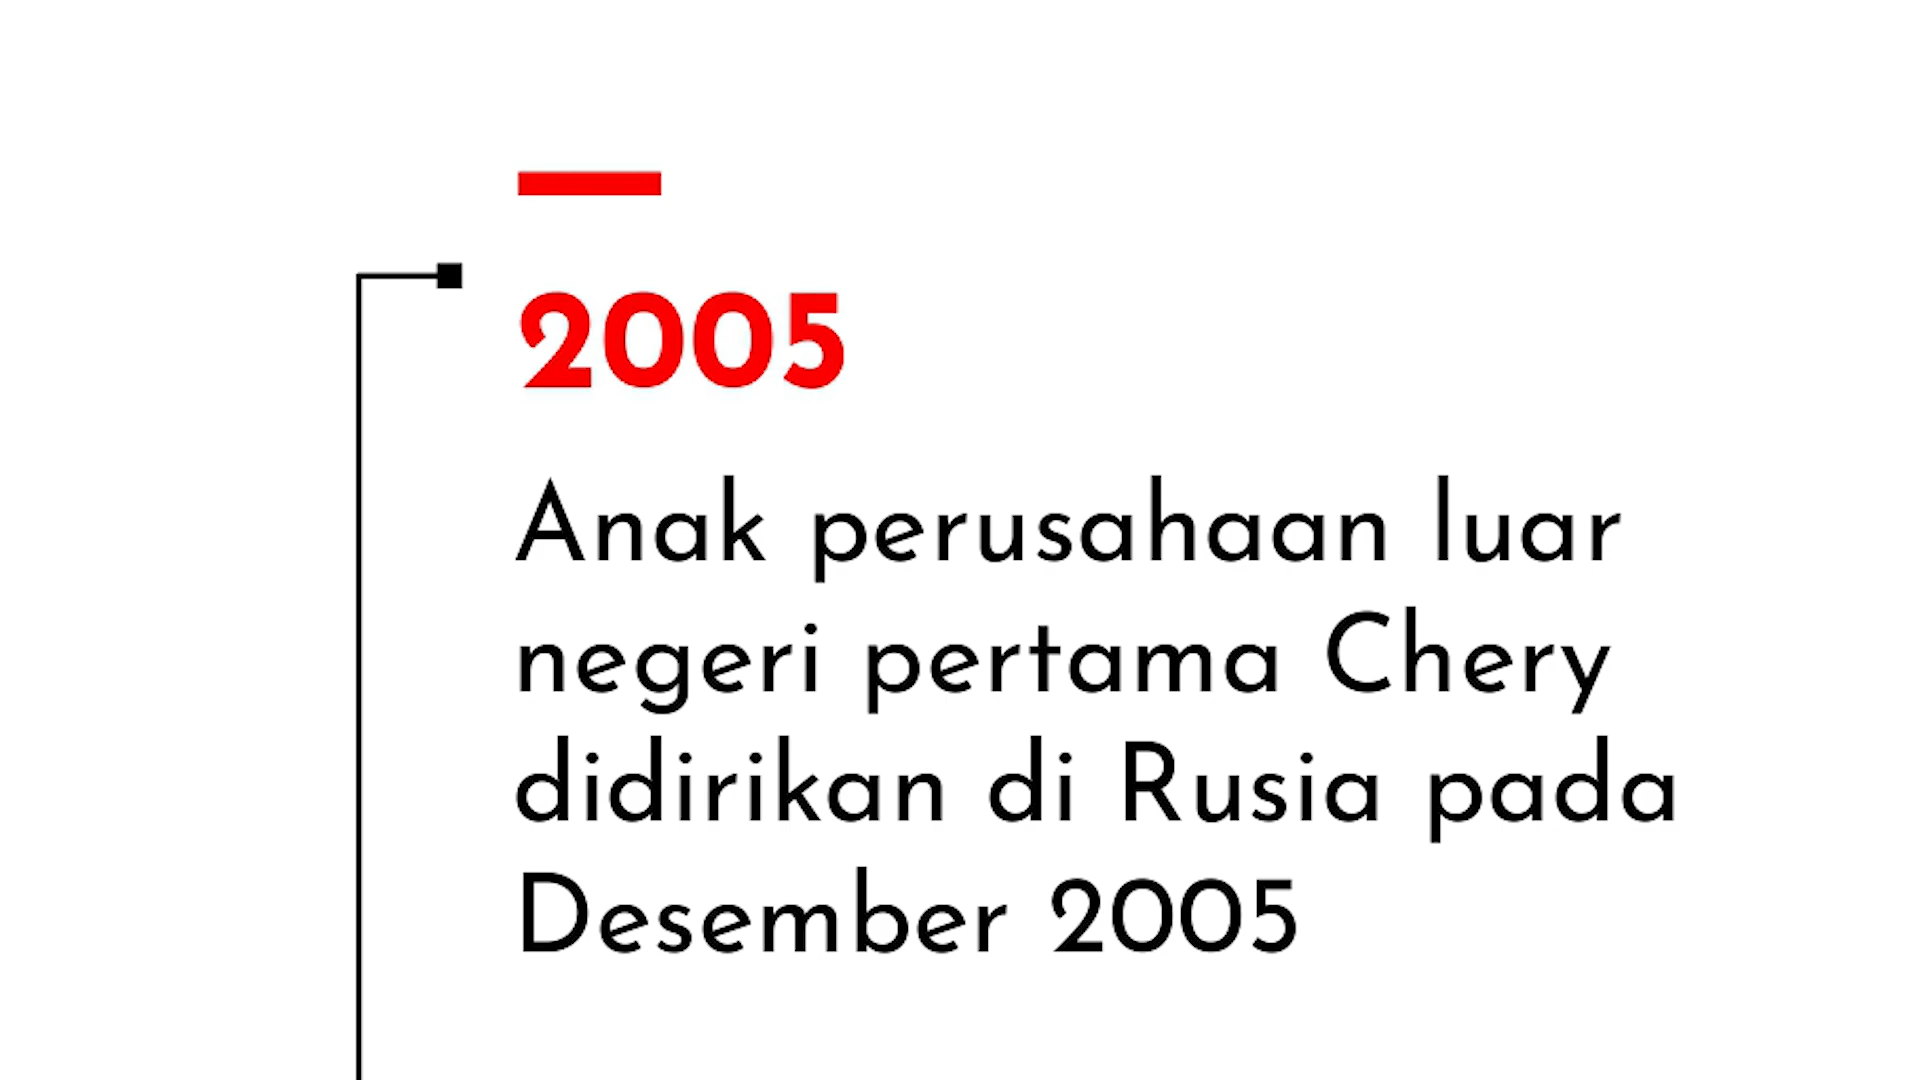 2005
Anak perusahaan luar
negeri pertama Chery
didirikan di Rusia pada
Desember 2005